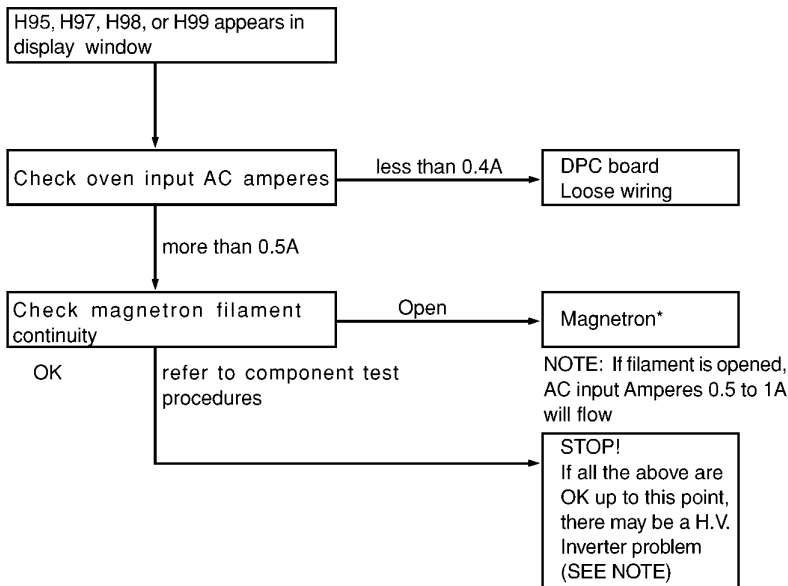 H95, H97, H98, or H99 appears in
display window
Check oven input AC amperes
less than 0.4A
DPC board
Loose wiring
more than 0.5A
Check magnetron filament
continuity
Open
Magnetron*
NOTE: If filament is opened,
AC input Amperes 0.5 to 1A
will flow
OK
refer to component test
procedures
STOP!
If all the above are
OK up to this point,
there may be a H.V.
Inverter problem
(SEE NOTE)